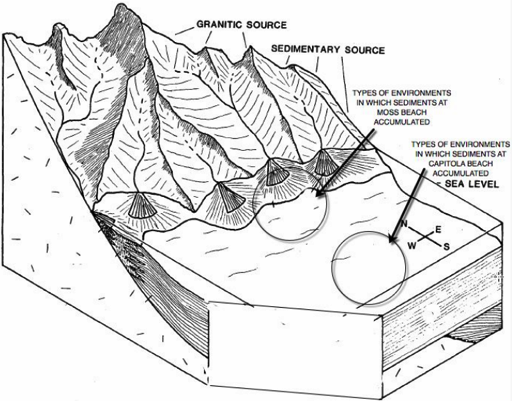 GRANITIC SOURCE
SEDIMENTARY SOURCE
TYPES OF ENVIRONMENTS
IN WHICH SEDIMENTS AT
MOSS BEACH
ACCUMULATED
TYPES OF ENVIRONMENTS
IN WHICH SEDIMENTS AT
CAPITOLA BEACH
ACCUMULATED
- SEA LEVEL
N
E
W
S